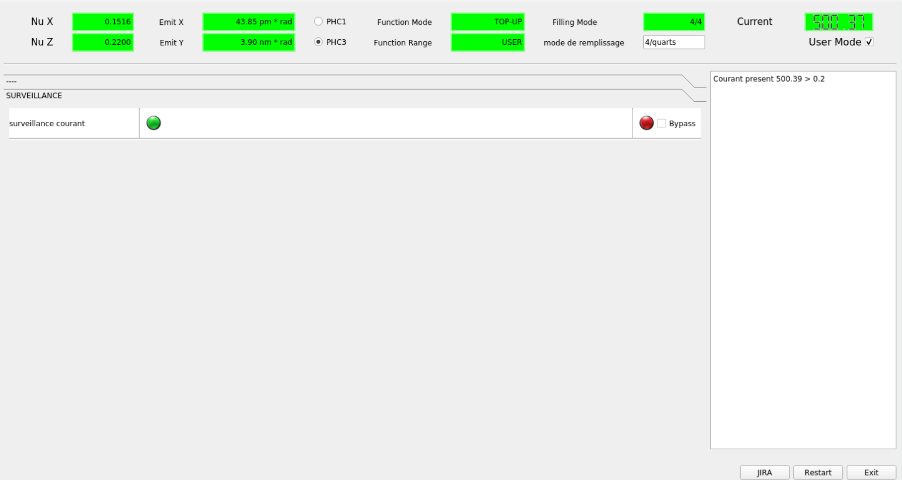 Nu X 0.1516 Emit X 43.85 pm * rad PHC1 Function Mode TOP-UP Filling Mode 4/4 Current 500.37
Nu Z 0.2200 Emit Y 3.90 nm * rad PHC3 Function Range USER mode de remplissage 4/quarts User Mode
----
SURVEILLANCE
surveillance courant Bypass
Courant present 500.39 > 0.2
JIRA Restart Exit